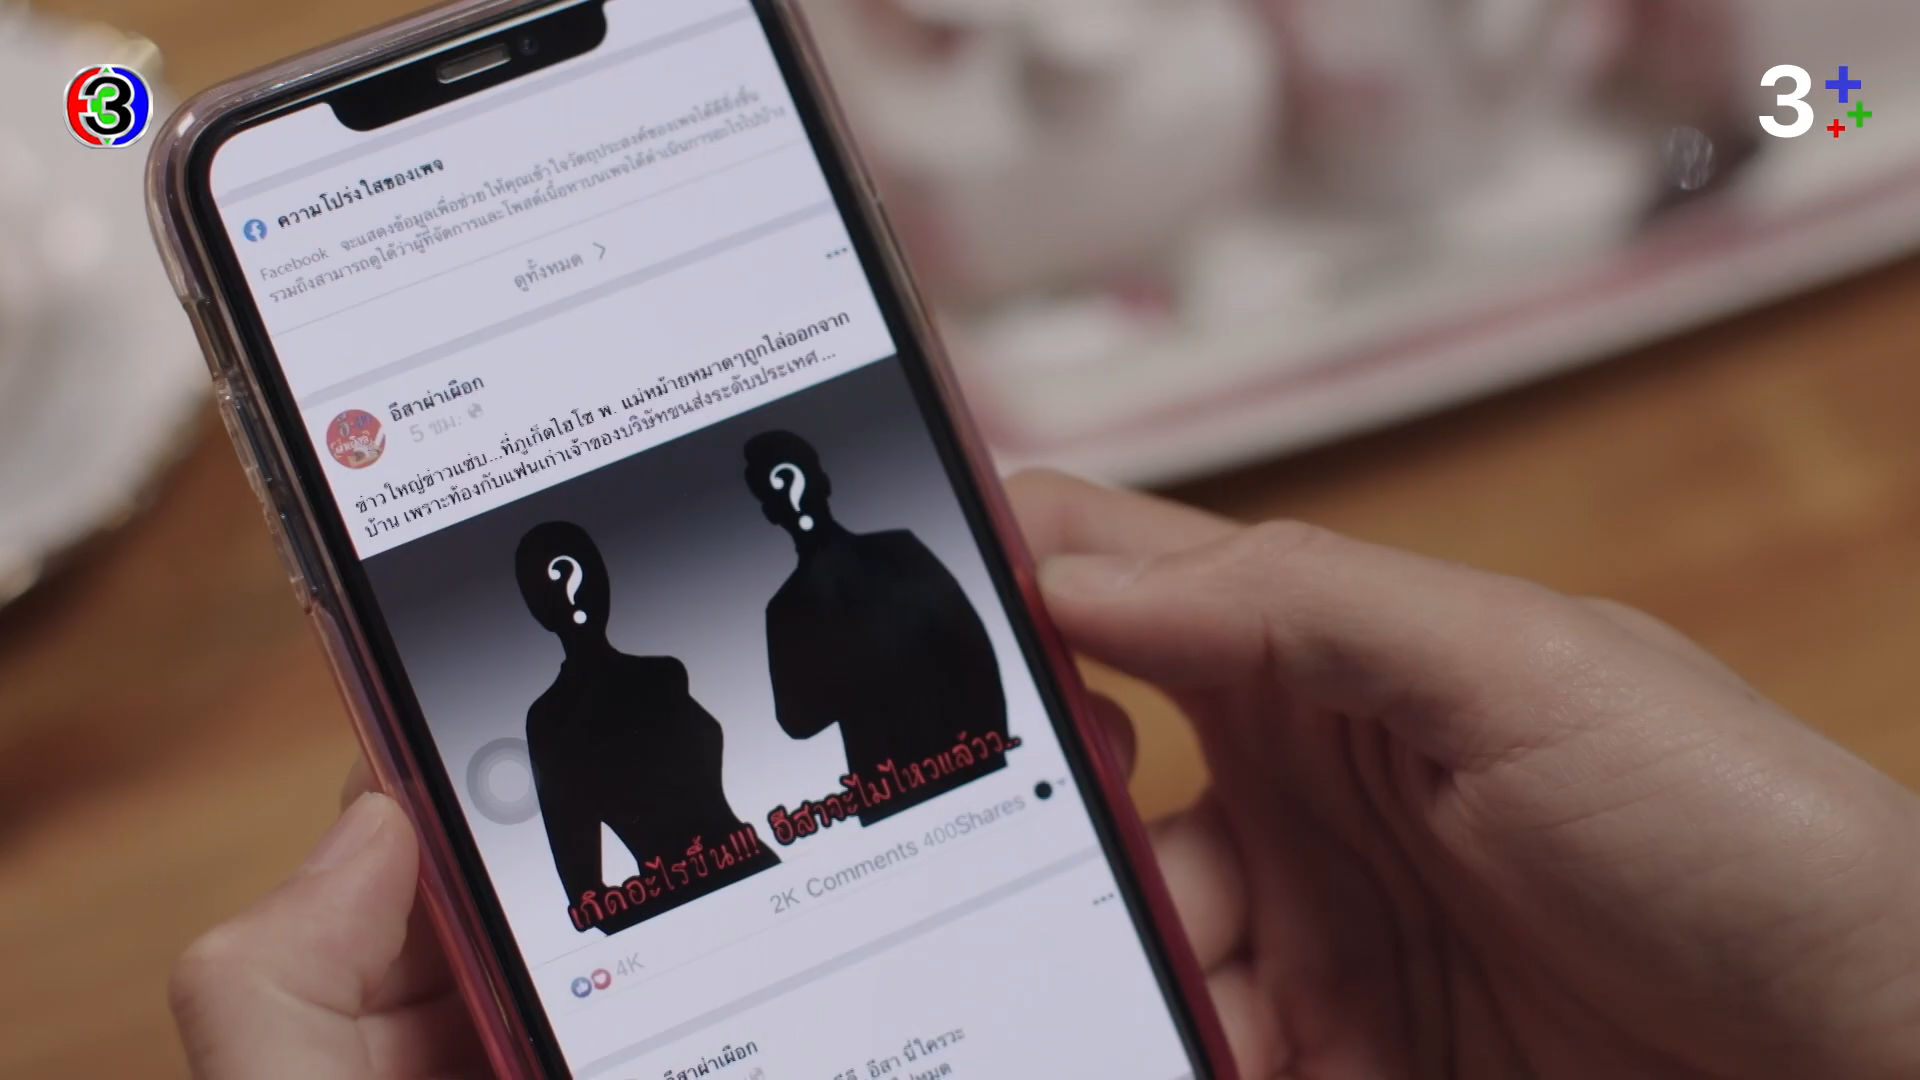 3
3
ความโปร่งใสของเพจ
Facebook จะแสดงข้อมูลเพื่อช่วยให้คุณเข้าใจวัตถุประสงค์ของเพจได้ดียิ่งขึ้น
รวมถึงสามารถดูได้ว่าผู้ที่จัดการและโพสต์เนื้อหาบนเพจได้ดำเนินการอะไรไปบ้าง
ดูทั้งหมด >
อีสาผ่าเผือก
5 ชม.
ข่าวใหญ่ข่าวแซ่บ...ที่ภูเก็ตไฮโซ พ. แม่หม้ายหมาดๆถูกไล่ออกจาก
บ้าน เพราะท้องกับแฟนเก่าเจ้าของบริษัทขนส่งระดับประเทศ ...
? ?
เกิดอะไรขึ้น!!! อีสาจะไม่ไหวแล้วว...
4K 2K Comments 400Shares
อีสาผ่าเผือก
อีสา นี่ใครวะ